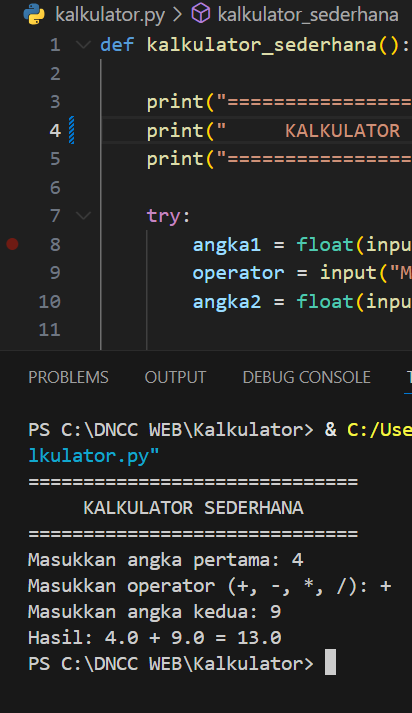 kalkulator.py > kalkulator_sederhana
1 def kalkulator_sederhana():
2
3 print("================
4 print(" KALKULATOR
5 print("================
6
7 try:
8 angka1 = float(inpu
9 operator = input("M
10 angka2 = float(inpu
11
PROBLEMS OUTPUT DEBUG CONSOLE
PS C:\DNCC WEB\Kalkulator> & C:/Use
lkulator.py"
==============================
KALKULATOR SEDERHANA
==============================
Masukkan angka pertama: 4
Masukkan operator (+, -, *, /): +
Masukkan angka kedua: 9
Hasil: 4.0 + 9.0 = 13.0
PS C:\DNCC WEB\Kalkulator>